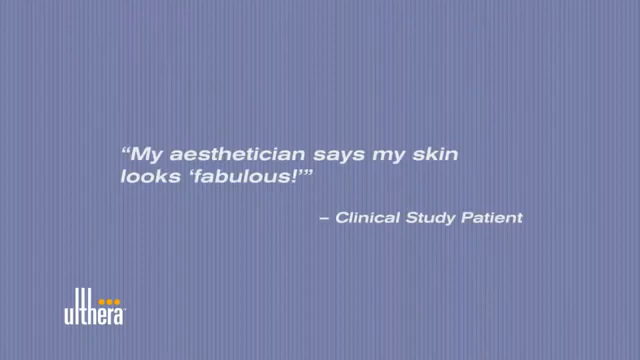 “My aesthetician says my skin
looks ‘fabulous!’”
– Clinical Study Patient
ulthera